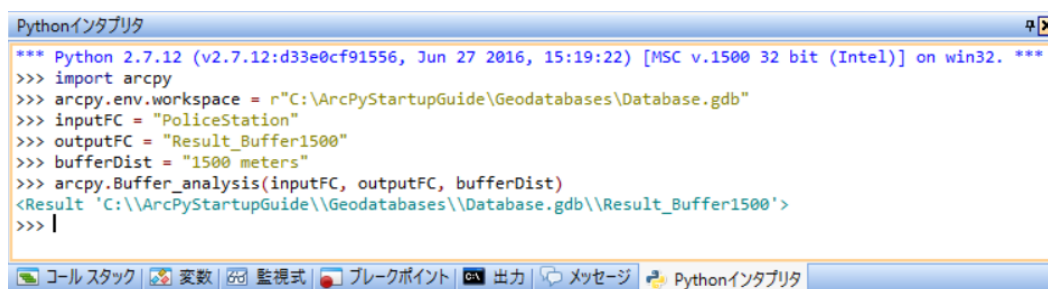 Pythonインタプリタ
*** Python 2.7.12 (v2.7.12:d33e0cf91556, Jun 27 2016, 15:19:22) [MSC v.1500 32 bit (Intel)] on win32. ***
>>> import arcpy
>>> arcpy.env.workspace = r"C:\ArcPyStartupGuide\Geodatabases\Database.gdb"
>>> inputFC = "PoliceStation"
>>> outputFC = "Result_Buffer1500"
>>> bufferDist = "1500 meters"
>>> arcpy.Buffer_analysis(inputFC, outputFC, bufferDist)
<Result 'C:\\ArcPyStartupGuide\\Geodatabases\\Database.gdb\\Result_Buffer1500'>
>>>
コール スタック 変数 監視式 ブレークポイント 出力 メッセージ Pythonインタプリタ